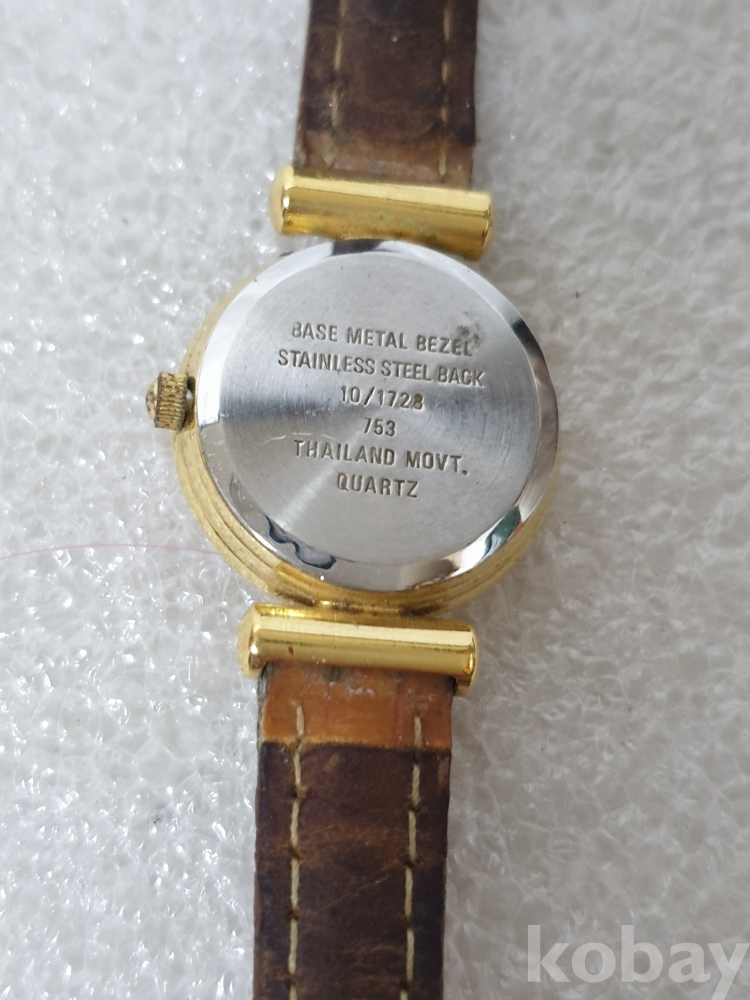 BASE METAL BEZEL
STAINLESS STEEL BACK
10/1728
753
THAILAND MOVT.
QUARTZ
kobay